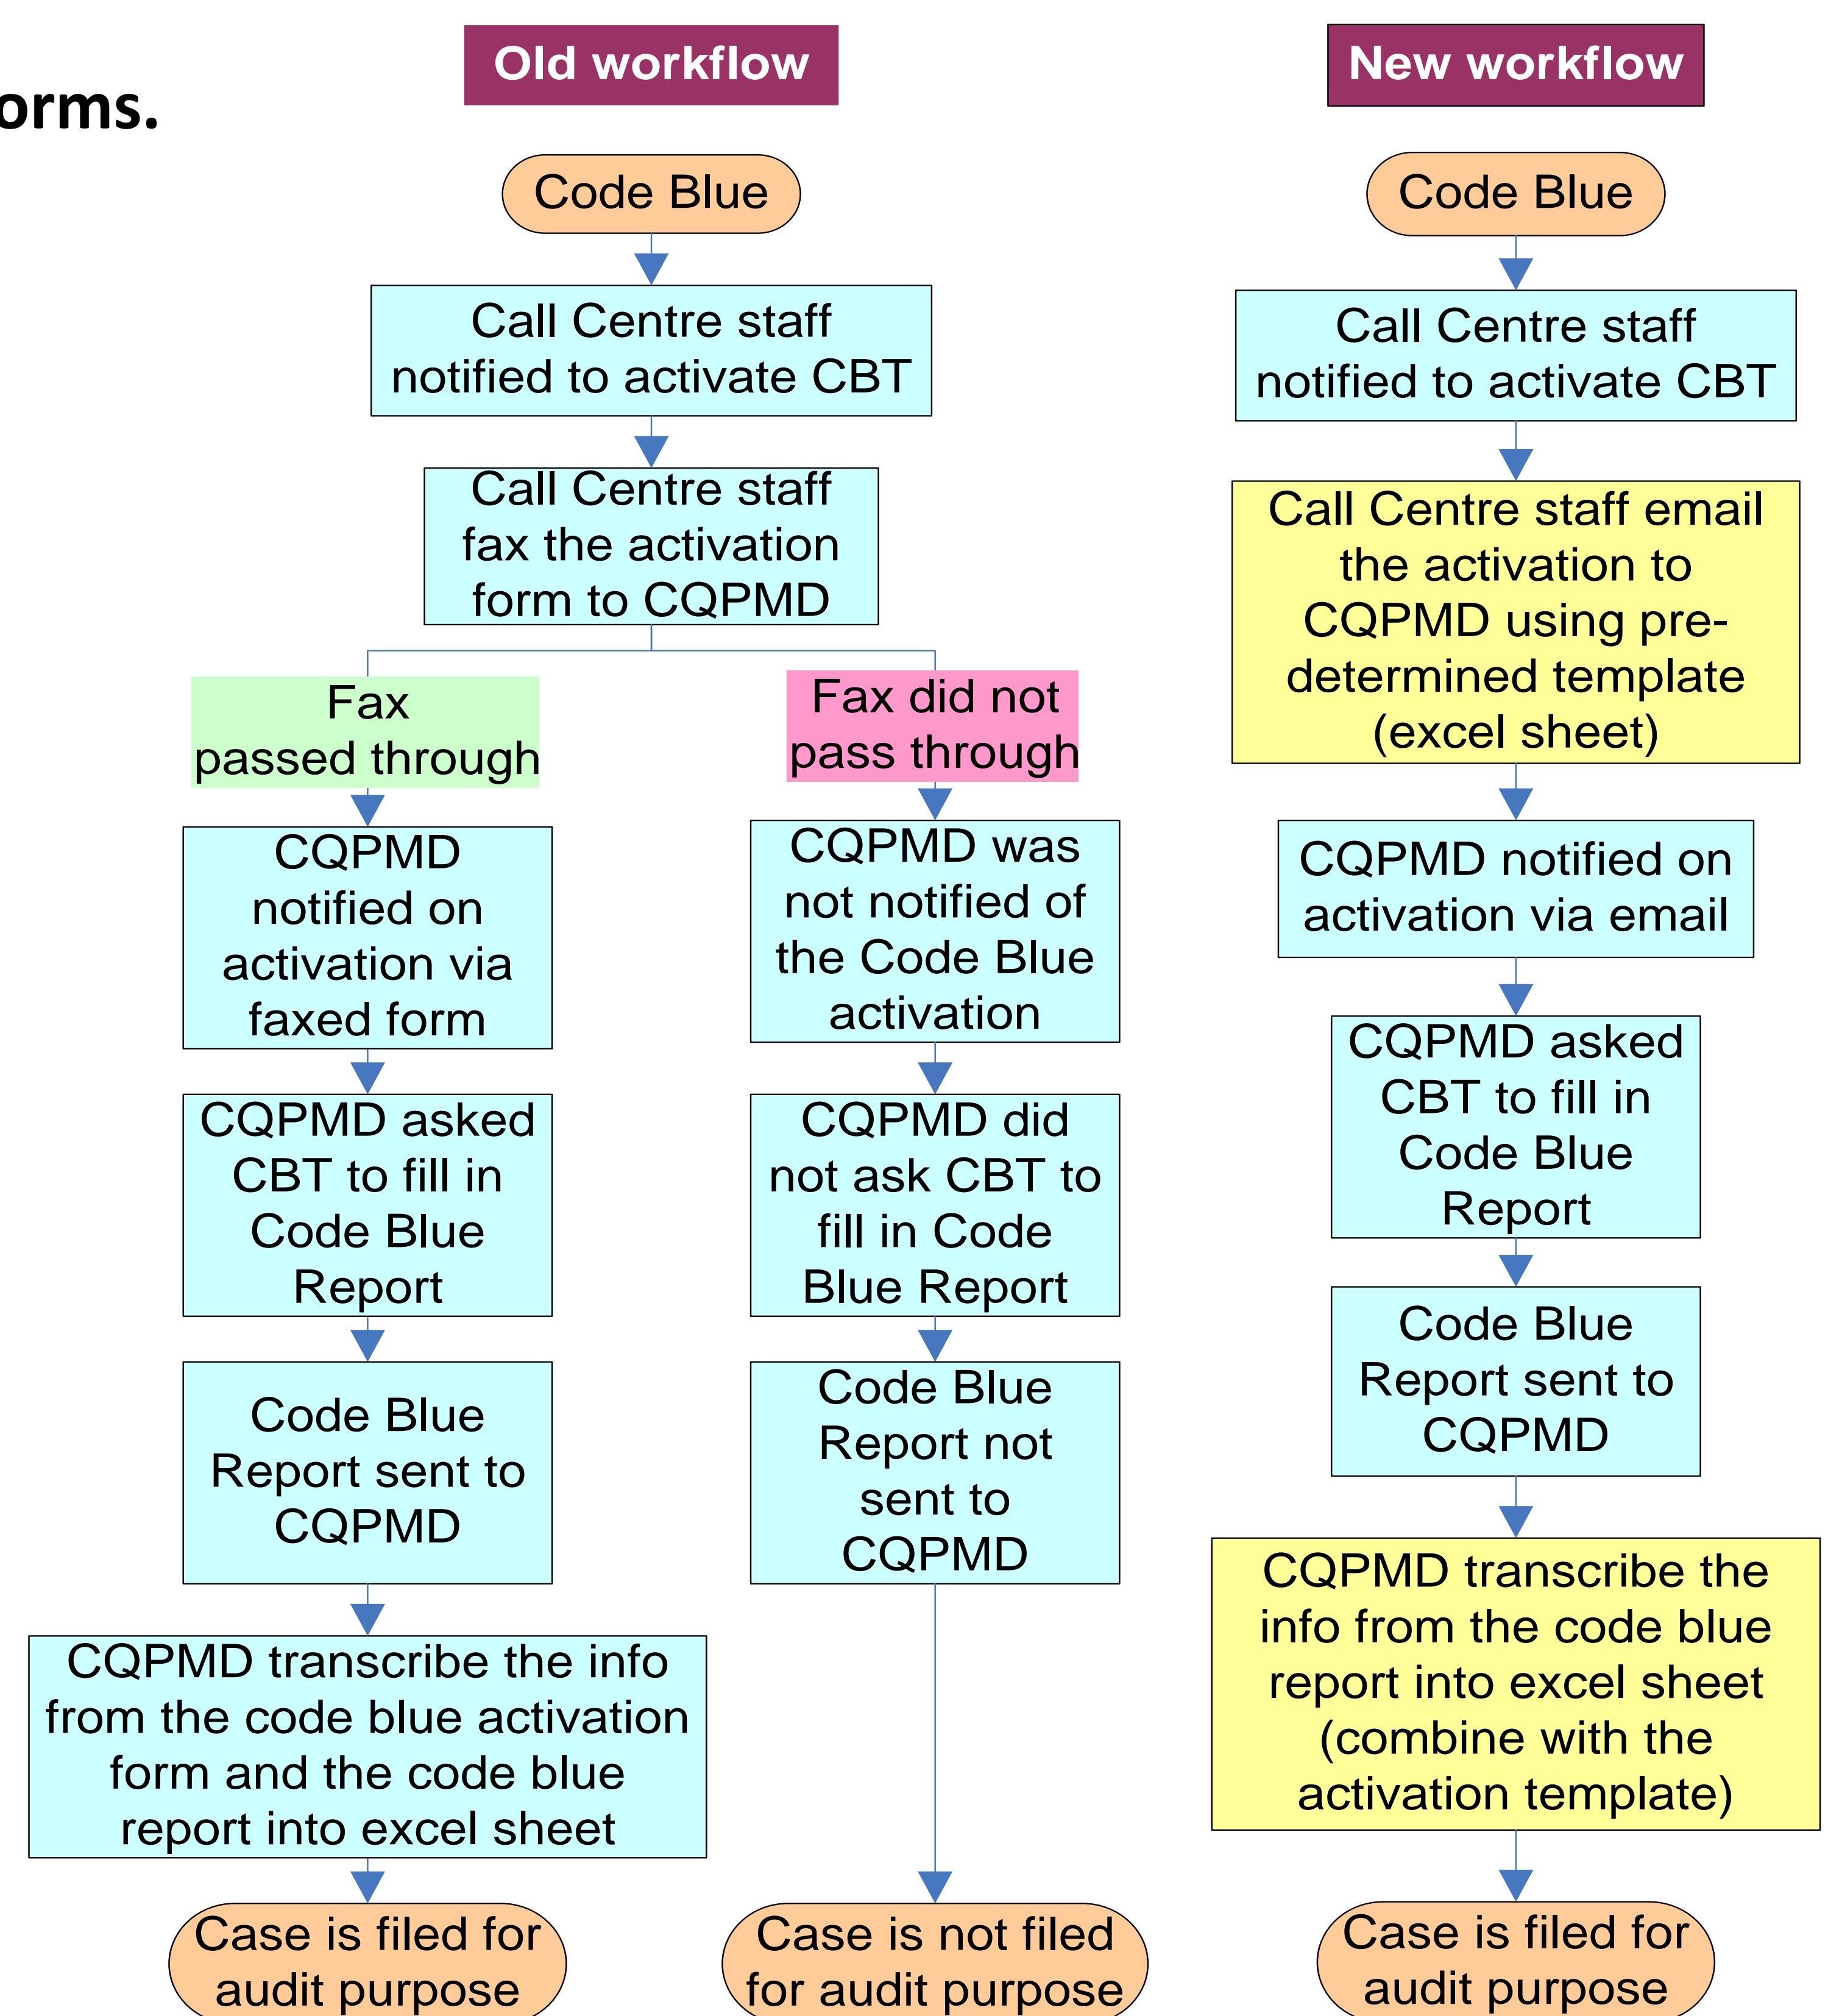 orms.
Old workflow
Code Blue
Call Centre staff
notified to activate CBT
Call Centre staff
fax the activation
form to CQPMD
Fax
passed through
CQPMD
notified on
activation via
faxed form
CQPMD asked
CBT to fill in
Code Blue
Report
Code Blue
Report sent to
CQPMD
CQPMD transcribe the info
from the code blue activation
form and the code blue
report into excel sheet
Case is filed for
audit purpose
Fax did not
pass through
CQPMD was
not notified of
the Code Blue
activation
CQPMD did
not ask CBT to
fill in Code
Blue Report
Code Blue
Report not
sent to
CQPMD
Case is not filed
for audit purpose
New workflow
Code Blue
Call Centre staff
notified to activate CBT
Call Centre staff email
the activation to
CQPMD using pre-
determined template
(excel sheet)
CQPMD notified on
activation via email
CQPMD asked
CBT to fill in
Code Blue
Report
Code Blue
Report sent to
CQPMD
CQPMD transcribe the
info from the code blue
report into excel sheet
(combine with the
activation template)
Case is filed for
audit purpose